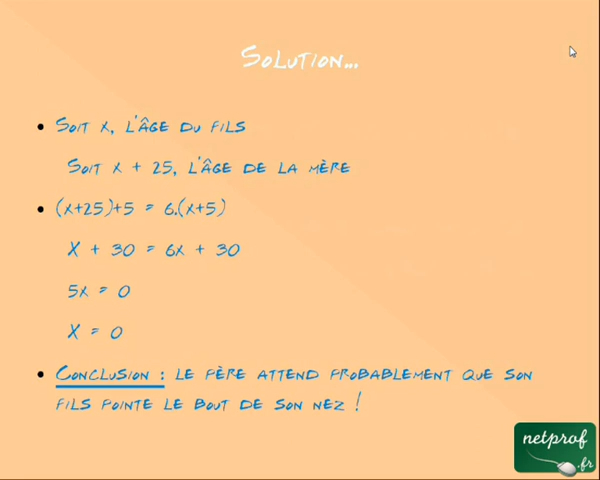 Solution...
• Soit x, l'âge du fils
Soit x + 25, l'âge de la mère
• (x+25)+5 = 6.(x+5)
x + 30 = 6x + 30
5x = 0
x = 0
• Conclusion : le père attend probablement que son
fils pointe le bout de son nez !
netprof
.fr